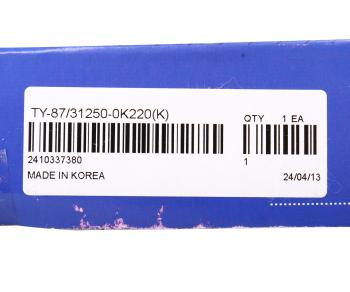 TY-87/31250-0K220(K)
QTY 1 EA
2410337380
1
MADE IN KOREA
24/04/13